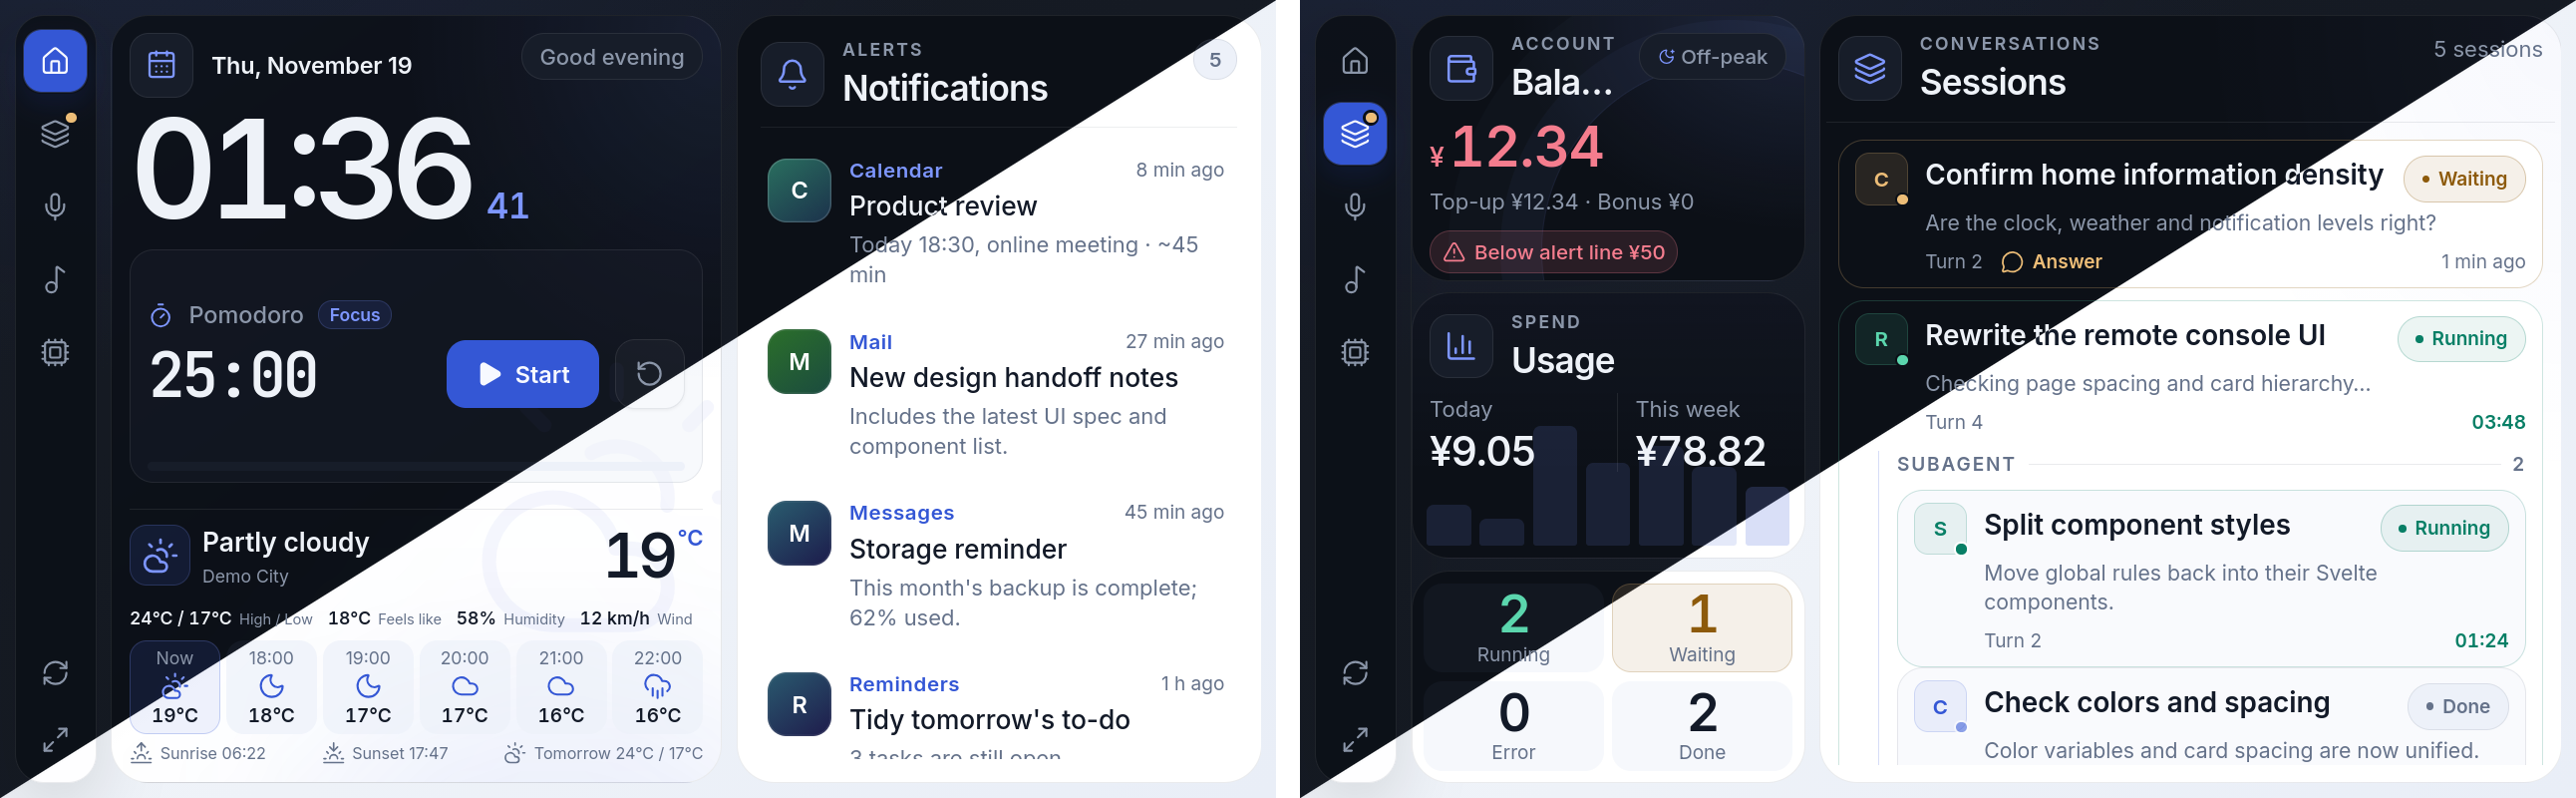 Thu, November 19
Good evening
01:36 41
Pomodoro Focus
25:00
Start
Partly cloudy
Demo City
19°C
24°C / 17°C High / Low 18°C Feels like 58% Humidity 12 km/h Wind
Now 18:00 19:00 20:00 21:00 22:00
19°C 18°C 17°C 17°C 16°C 16°C
Sunrise 06:22 Sunset 17:47 Tomorrow 24°C / 17°C
ALERTS
Notifications
5
C
Calendar 8 min ago
Product review
Today 18:30, online meeting · ~45
min
M
Mail 27 min ago
New design handoff notes
Includes the latest UI spec and
component list.
M
Messages 45 min ago
Storage reminder
This month's backup is complete;
62% used.
R
Reminders 1 h ago
Tidy tomorrow's to-do
3 tasks are still open
ACCOUNT
Bala...
Off-peak
¥12.34
Top-up ¥12.34 · Bonus ¥0
Below alert line ¥50
SPEND
Usage
Today This week
¥9.05 ¥78.82
2 1
Running Waiting
0 2
Error Done
CONVERSATIONS
Sessions
5 sessions
C
Confirm home information density
Waiting
Are the clock, weather and notification levels right?
Turn 2 Answer 1 min ago
R
Rewrite the remote console UI
Running
Checking page spacing and card hierarchy...
Turn 4 03:48
SUBAGENT 2
S
Split component styles
Running
Move global rules back into their Svelte
components.
Turn 2 01:24
C
Check colors and spacing
Done
Color variables and card spacing are now unified.